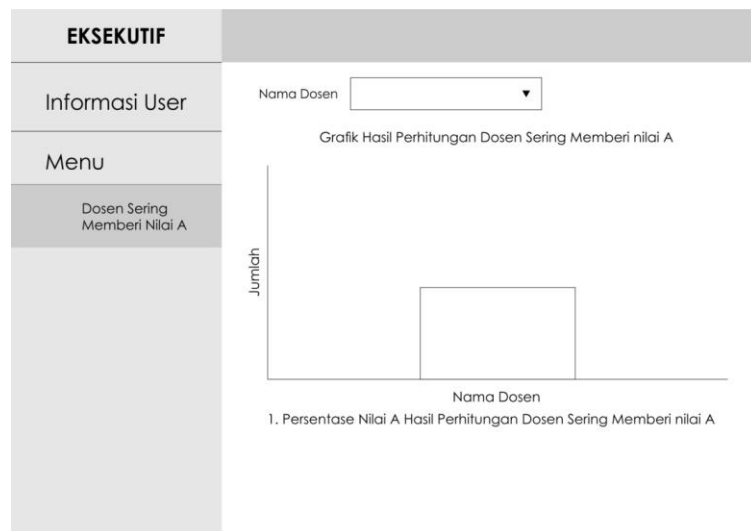 EKSEKUTIF
Informasi User
Menu
Dosen Sering
Memberi Nilai A
Nama Dosen
Grafik Hasil Perhitungan Dosen Sering Memberi nilai A
Jumlah
Nama Dosen
1. Persentase Nilai A Hasil Perhitungan Dosen Sering Memberi nilai A